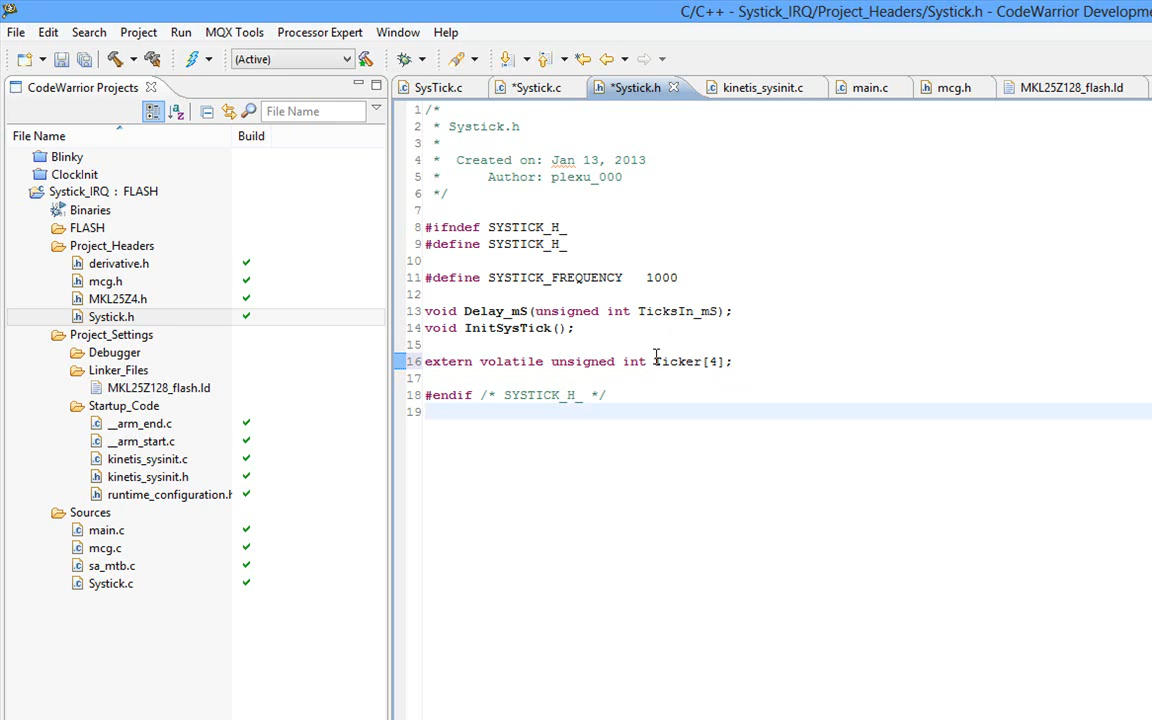 C/C++ - Systick_IRQ/Project_Headers/Systick.h - CodeWarrior Developme
File Edit Search Project Run MQX Tools Processor Expert Window Help
(Active)
CodeWarrior Projects
File Name
File Name Build
Blinky
ClockInit
Systick_IRQ : FLASH
Binaries
FLASH
Project_Headers
derivative.h
mcg.h
MKL25Z4.h
Systick.h
Project_Settings
Debugger
Linker_Files
MKL25Z128_flash.ld
Startup_Code
__arm_end.c
__arm_start.c
kinetis_sysinit.c
kinetis_sysinit.h
runtime_configuration.h
Sources
main.c
mcg.c
sa_mtb.c
Systick.c
SysTick.c *Systick.c *Systick.h kinetis_sysinit.c main.c mcg.h MKL25Z128_flash.ld
1 /*
2 * Systick.h
3 *
4 * Created on: Jan 13, 2013
5 * Author: plexu_000
6 */
7
8 #ifndef SYSTICK_H_
9 #define SYSTICK_H_
10
11 #define SYSTICK_FREQUENCY 1000
12
13 void Delay_mS(unsigned int TicksIn_mS);
14 void InitSysTick();
15
16 extern volatile unsigned int Ticker[4];
17
18 #endif /* SYSTICK_H_ */
19